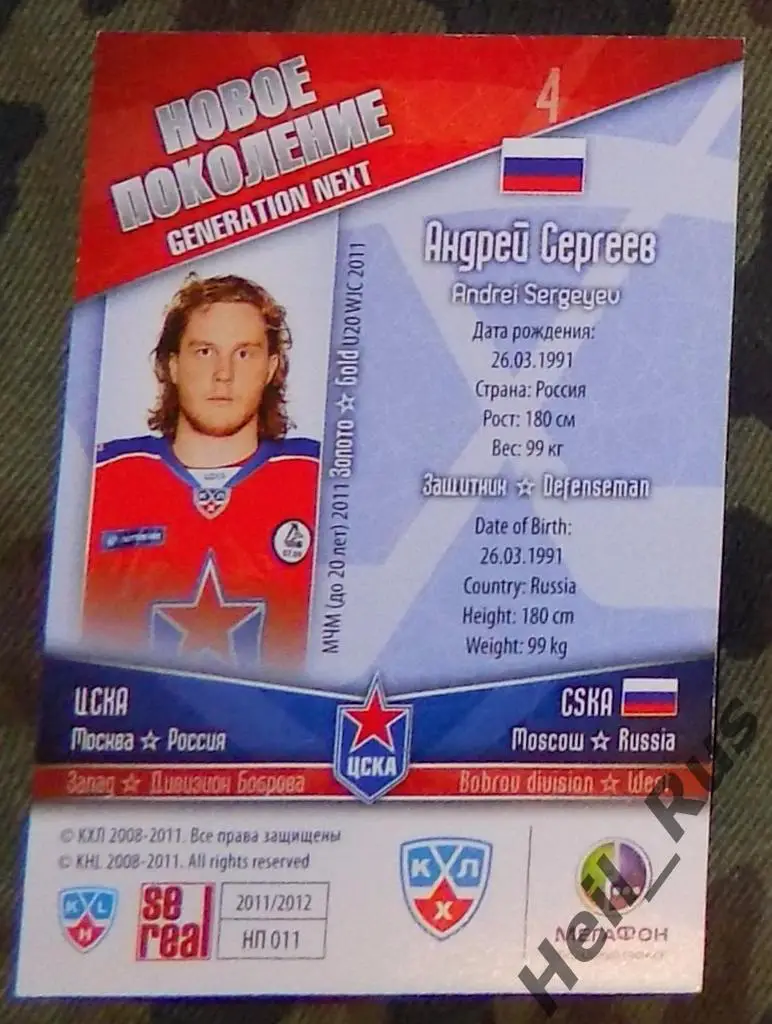 4
НОВОЕ
ПОКОЛЕНИЕ
GENERATION NEXT
Андрей Сергеев
Andrei Sergeyev
Дата рождения:
26.03.1991
Страна: Россия
Рост: 180 см
Вес: 99 кг
Защитник ☆ Defenseman
Date of Birth:
26.03.1991
Country: Russia
Height: 180 cm
Weight: 99 kg
МЧМ (до 20 лет) 2011 Золото ☆ Gold U20 WJC 2011
07.09
ЦСКА
Москва ☆ Россия
ЦСКА
CSKA
Moscow ☆ Russia
Запад ☆ Дивизион Боброва
Bobrov division ☆ West
© КХЛ 2008-2011. Все права защищены
© KHL 2008-2011. All rights reserved
KHL
se
real
2011/2012
НП 011
КХЛ
МЕГАФОН
Heil_Rus